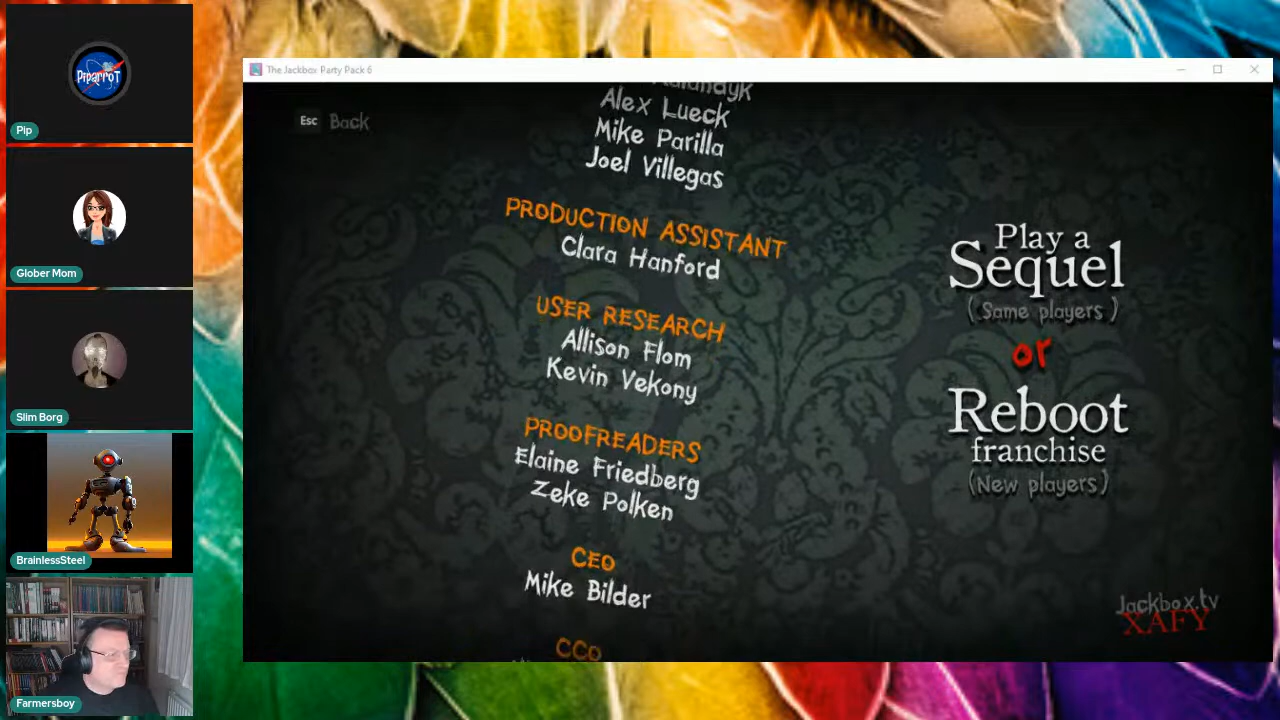 PiparroT
Pip
Glober Mom
Slim Borg
BrainlessSteel
Farmersboy
The Jackbox Party Pack 6
Esc Back
Alex Lueck
Mike Parilla
Joel Villegas
PRODUCTION ASSISTANT
Clara Hanford
USER RESEARCH
Allison Flom
Kevin Vekony
PROOFREADERS
Elaine Friedberg
Zeke Polken
CEO
Mike Bilder
CCO
Play a
Sequel
(Same players)
or
Reboot
franchise
(New players)
Jackbox.tv
XAFY